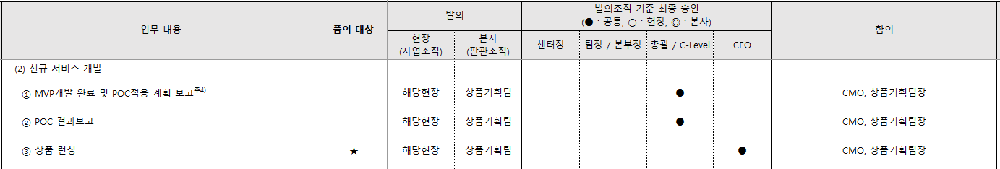 업무 내용
품의 대상
발의
현장
(사업조직)
본사
(판관조직)
발의조직 기준 최종 승인
(● : 공통, ○ : 현장, ◎ : 본사)
센터장
팀장 / 본부장
총괄 / C-Level
CEO
합의
(2) 신규 서비스 개발
① MVP개발 완료 및 POC적용 계획 보고주4) 해당현장 상품기획팀 ● CMO, 상품기획팀장
② POC 결과보고 해당현장 상품기획팀 ● CMO, 상품기획팀장
③ 상품 런칭 ★ 해당현장 상품기획팀 ● CMO, 상품기획팀장